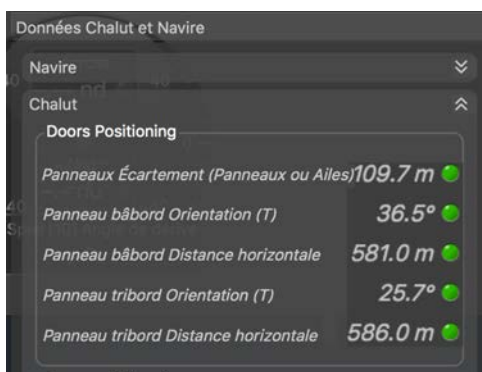 Données Chalut et Navire
Navire
Chalut
Doors Positioning
Panneaux Écartement (Panneaux ou Ailes) 109.7 m
Panneau bâbord Orientation (T) 36.5°
Panneau bâbord Distance horizontale 581.0 m
Panneau tribord Orientation (T) 25.7°
Panneau tribord Distance horizontale 586.0 m